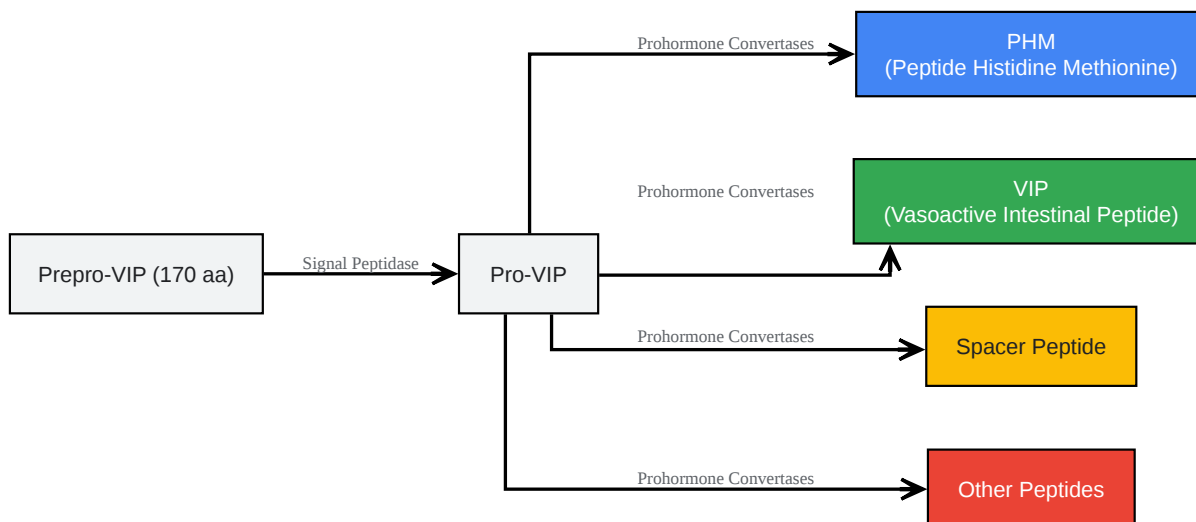 Prohormone Convertases
PHM
(Peptide Histidine Methionine)
Prohormone Convertases
VIP
(Vasoactive Intestinal Peptide)
Prepro-VIP (170 aa)
Signal Peptidase
Pro-VIP
Prohormone Convertases
Spacer Peptide
Prohormone Convertases
Other Peptides